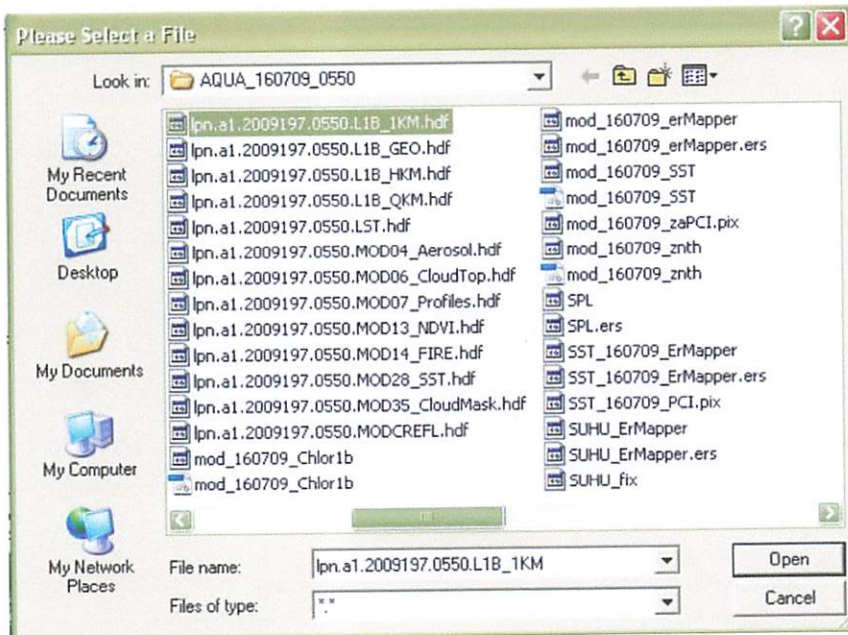 Please Select a File
Look in: AQUA_160709_0550
My Recent Documents
Desktop
My Documents
My Computer
My Network Places
lpn.a1.2009197.0550.L1B_1KM.hdf
lpn.a1.2009197.0550.L1B_GEO.hdf
lpn.a1.2009197.0550.L1B_HKM.hdf
lpn.a1.2009197.0550.L1B_QKM.hdf
lpn.a1.2009197.0550.LST.hdf
lpn.a1.2009197.0550.MOD04_Aerosol.hdf
lpn.a1.2009197.0550.MOD06_CloudTop.hdf
lpn.a1.2009197.0550.MOD07_Profiles.hdf
lpn.a1.2009197.0550.MOD13_NDVI.hdf
lpn.a1.2009197.0550.MOD14_FIRE.hdf
lpn.a1.2009197.0550.MOD28_SST.hdf
lpn.a1.2009197.0550.MOD35_CloudMask.hdf
lpn.a1.2009197.0550.MODCREFL.hdf
mod_160709_Chlor1b
mod_160709_Chlor1b
mod_160709_erMapper
mod_160709_erMapper.ers
mod_160709_SST
mod_160709_SST
mod_160709_zaPCI.pix
mod_160709_znth
mod_160709_znth
SPL
SPL.ers
SST_160709_ErMapper
SST_160709_ErMapper.ers
SST_160709_PCI.pix
SUHU_ErMapper
SUHU_ErMapper.ers
SUHU_fix
File name: lpn.a1.2009197.0550.L1B_1KM
Open
Files of type: *.*
Cancel